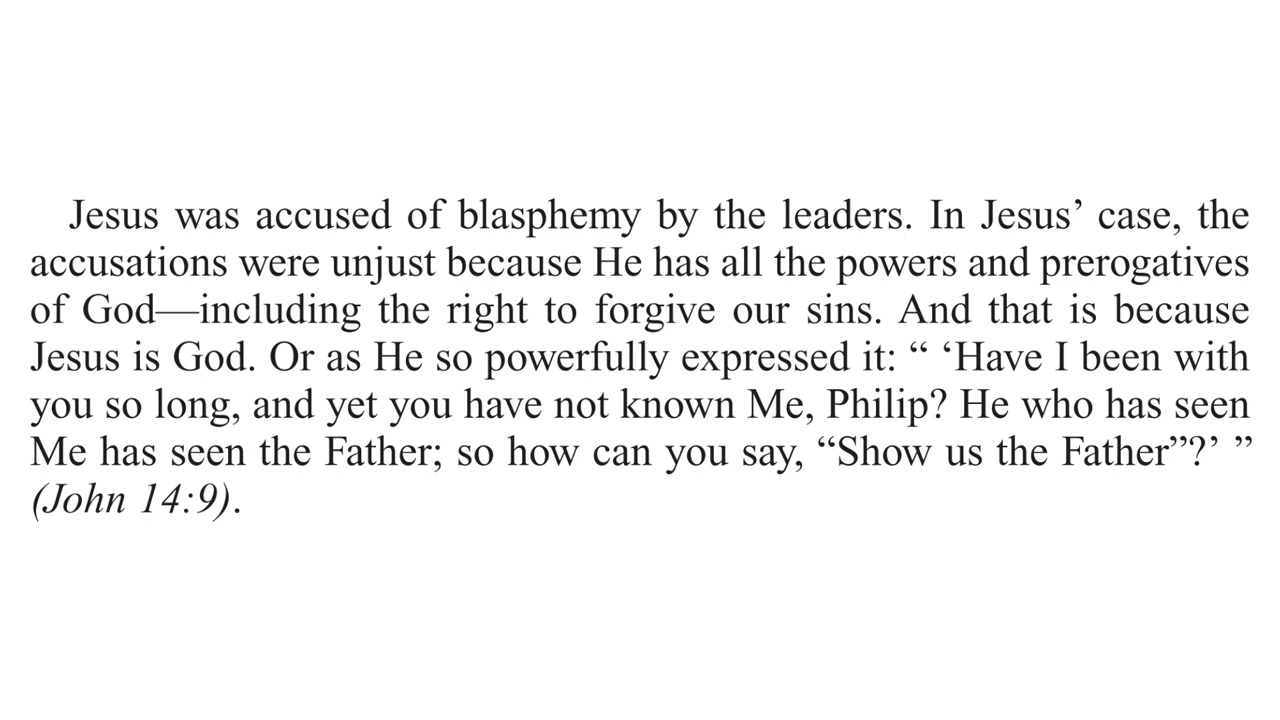 Jesus was accused of blasphemy by the leaders. In Jesus’ case, the
accusations were unjust because He has all the powers and prerogatives
of God—including the right to forgive our sins. And that is because
Jesus is God. Or as He so powerfully expressed it: “ ‘Have I been with
you so long, and yet you have not known Me, Philip? He who has seen
Me has seen the Father; so how can you say, “Show us the Father”?’ ”
(John 14:9).